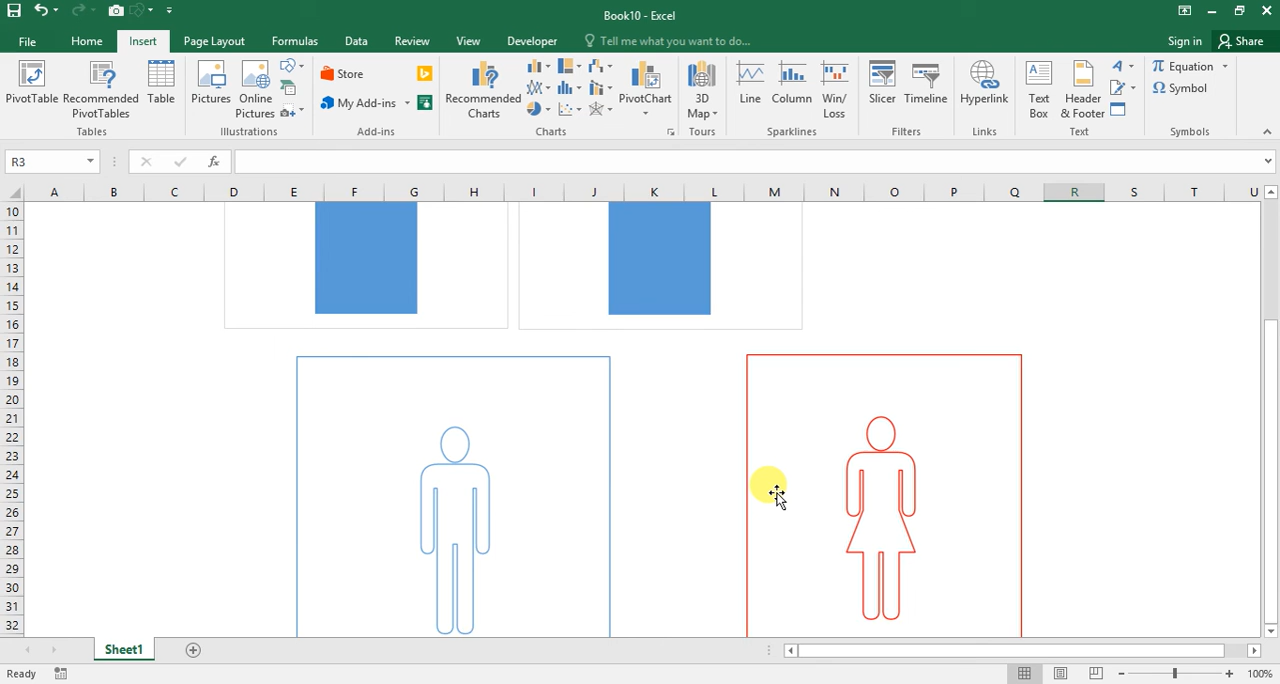 Book10 - Excel
File Home Insert Page Layout Formulas Data Review View Developer Tell me what you want to do... Sign in Share
PivotTable Recommended PivotTables Table Pictures Online Pictures Store My Add-ins Recommended Charts PivotChart 3D Map Line Column Win/ Loss Slicer Timeline Hyperlink Text Box Header & Footer Equation Symbol
Tables Illustrations Add-ins Charts Tours Sparklines Filters Links Text Symbols
R3 fx
A B C D E F G H I J K L M N O P Q R S T U
10
11
12
13
14
15
16
17
18
19
20
21
22
23
24
25
26
27
28
29
30
31
32
Sheet1
Ready 100%